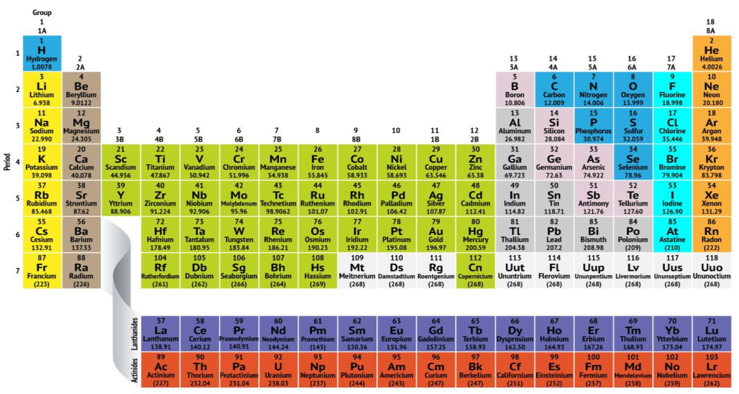 Group
1 18
1A 8A
1 2
H He
Hydrogen Helium
1.0078 4.0026
2 13 14 15 16 17
2A 3A 4A 5A 6A 7A
3 4 5 6 7 8 9 10
Li Be B C N O F Ne
Lithium Beryllium Boron Carbon Nitrogen Oxygen Fluorine Neon
6.938 9.0122 10.806 12.009 14.006 15.999 18.998 20.180
11 12 13 14 15 16 17 18
Na Mg Al Si P S Cl Ar
Sodium Magnesium Aluminum Silicon Phosphorus Sulfur Chlorine Argon
22.990 24.305 26.982 28.084 30.974 32.059 35.446 39.948
3 4 5 6 7 8 9 10 11 12
3B 4B 5B 6B 7B 1B 2B
19 20 21 22 23 24 25 26 27 28 29 30 31 32 33 34 35 36
K Ca Sc Ti V Cr Mn Fe Co Ni Cu Zn Ga Ge As Se Br Kr
Potassium Calcium Scandium Titanium Vanadium Chromium Manganese Iron Cobalt Nickel Copper Zinc Gallium Germanium Arsenic Selenium Bromine Krypton
39.098 40.078 44.956 47.867 50.942 51.996 54.938 55.845 58.933 58.693 63.546 65.38 69.723 72.63 74.922 78.96 79.904 83.798
37 38 39 40 41 42 43 44 45 46 47 48 49 50 51 52 53 54
Rb Sr Y Zr Nb Mo Tc Ru Rh Pd Ag Cd In Sn Sb Te I Xe
Rubidium Strontium Yttrium Zirconium Niobium Molybdenum Technetium Ruthenium Rhodium Palladium Silver Cadmium Indium Tin Antimony Tellurium Iodine Xenon
85.468 87.62 88.906 91.224 92.906 95.96 98.9062 101.07 102.91 106.42 107.87 112.41 114.82 118.71 121.76 127.60 126.90 131.29
55 56 72 73 74 75 76 77 78 79 80 81 82 83 84 85 86
Cs Ba Hf Ta W Re Os Ir Pt Au Hg Tl Pb Bi Po At Rn
Cesium Barium Hafnium Tantalum Tungsten Rhenium Osmium Iridium Platinum Gold Mercury Thallium Lead Bismuth Polonium Astatine Radon
132.91 137.33 178.49 180.95 183.84 186.21 190.23 192.22 195.08 196.97 200.59 204.38 207.2 208.98 (209) (210) (222)
87 88 104 105 106 107 108 109 110 111 112 113 114 115 116 117 118
Fr Ra Rf Db Sg Bh Hs Mt Ds Rg Cn Uut Fl Uup Lv Uus Uuo
Francium Radium Rutherfordium Dubnium Seaborgium Bohrium Hassium Meitnerium Damstadtium Roentgenium Copernicium Ununtrium Flerovium Ununpentium Livermorium Ununseptium Ununoctium
(223) (226) (261) (262) (266) (264) (269) (268) (268) (268) (268) (268) (268) (268) (268) (268) (268)
Period
1
2
3
4
5
6
7
Lanthanides
57 58 59 60 61 62 63 64 65 66 67 68 69 70 71
La Ce Pr Nd Pm Sm Eu Gd Tb Dy Ho Er Tm Yb Lu
Lanthanum Cerium Praseodymium Neodymium Promethium Samarium Europium Gadolinium Terbium Dysprosium Holmium Erbium Thulium Ytterbium Lutetium
138.91 140.12 140.91 144.24 (145) 150.36 151.96 157.25 158.93 162.50 164.93 167.26 168.93 173.04 174.97
Actinides
89 90 91 92 93 94 95 96 97 98 99 100 101 102 103
Ac Th Pa U Np Pu Am Cm Bk Cf Es Fm Md No Lr
Actinium Thorium Protactinium Uranium Neptunium Plutonium Americium Curium Berkelium Californium Einsteinium Fermium Mendelevium Nobelium Lawrencium
(227) 232.04 231.04 238.03 (237) (244) (243) (247) (247) (251) (252) (257) (258) (259) (262)